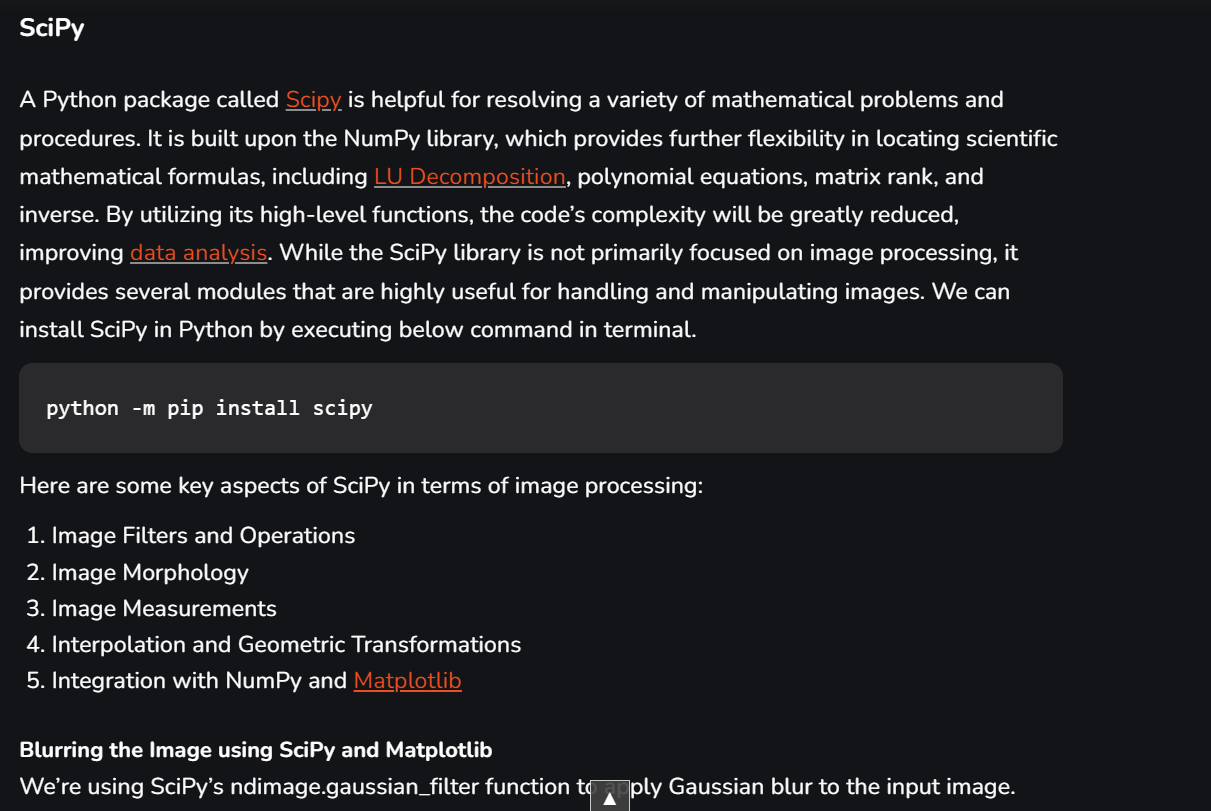 SciPy
A Python package called Scipy is helpful for resolving a variety of mathematical problems and
procedures. It is built upon the NumPy library, which provides further flexibility in locating scientific
mathematical formulas, including LU Decomposition, polynomial equations, matrix rank, and
inverse. By utilizing its high-level functions, the code’s complexity will be greatly reduced,
improving data analysis. While the SciPy library is not primarily focused on image processing, it
provides several modules that are highly useful for handling and manipulating images. We can
install SciPy in Python by executing below command in terminal.
python -m pip install scipy
Here are some key aspects of SciPy in terms of image processing:
1. Image Filters and Operations
2. Image Morphology
3. Image Measurements
4. Interpolation and Geometric Transformations
5. Integration with NumPy and Matplotlib
Blurring the Image using SciPy and Matplotlib
We’re using SciPy’s ndimage.gaussian_filter function to apply Gaussian blur to the input image.